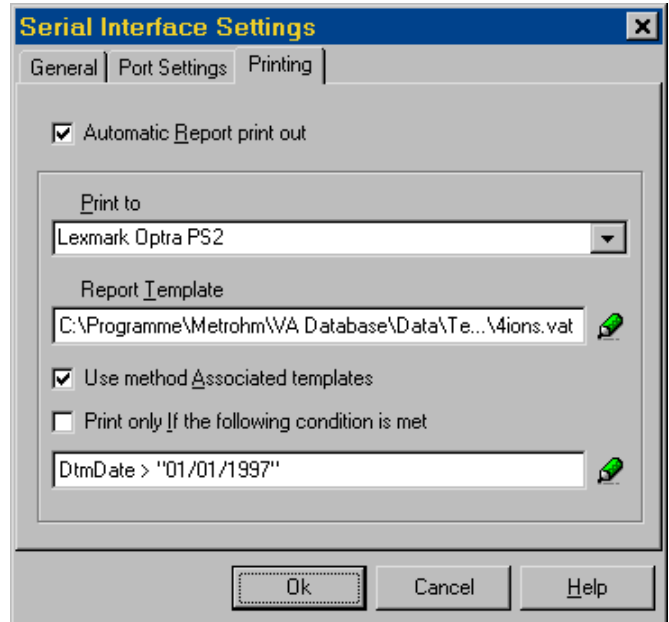 Serial Interface Settings
General Port Settings Printing
Automatic Report print out
Print to
Lexmark Optra PS2
Report Template
C:\Programme\Metrohm\VA Database\Data\Te...\4ions.vat
Use method Associated templates
Print only If the following condition is met
DtmDate > "01/01/1997"
Ok Cancel Help